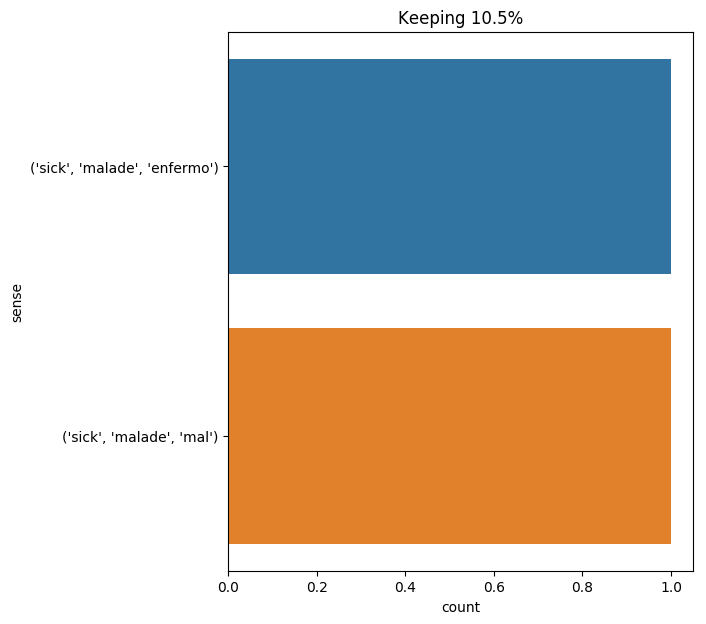 Keeping 10.5%
('sick', 'malade', 'enfermo')
sense
('sick', 'malade', 'mal')
0.0 0.2 0.4 0.6 0.8 1.0
count